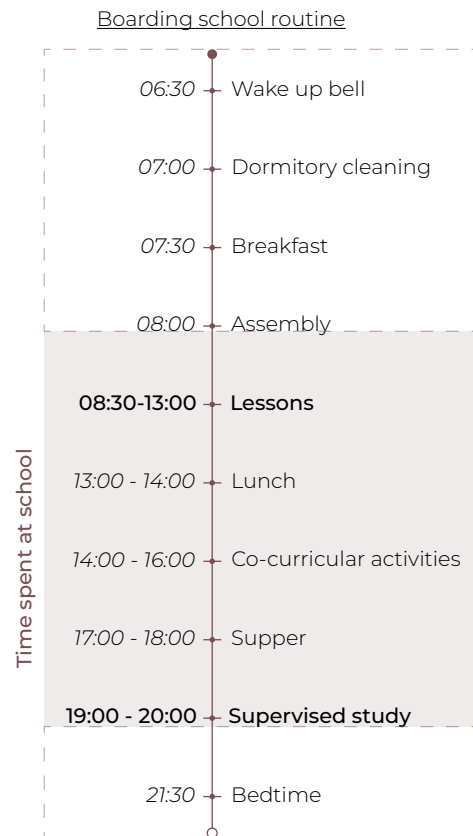 Boarding school routine
06:30 Wake up bell
07:00 Dormitory cleaning
07:30 Breakfast
08:00 Assembly
08:30-13:00 Lessons
13:00 - 14:00 Lunch
14:00 - 16:00 Co-curricular activities
17:00 - 18:00 Supper
19:00 - 20:00 Supervised study
21:30 Bedtime
Time spent at school